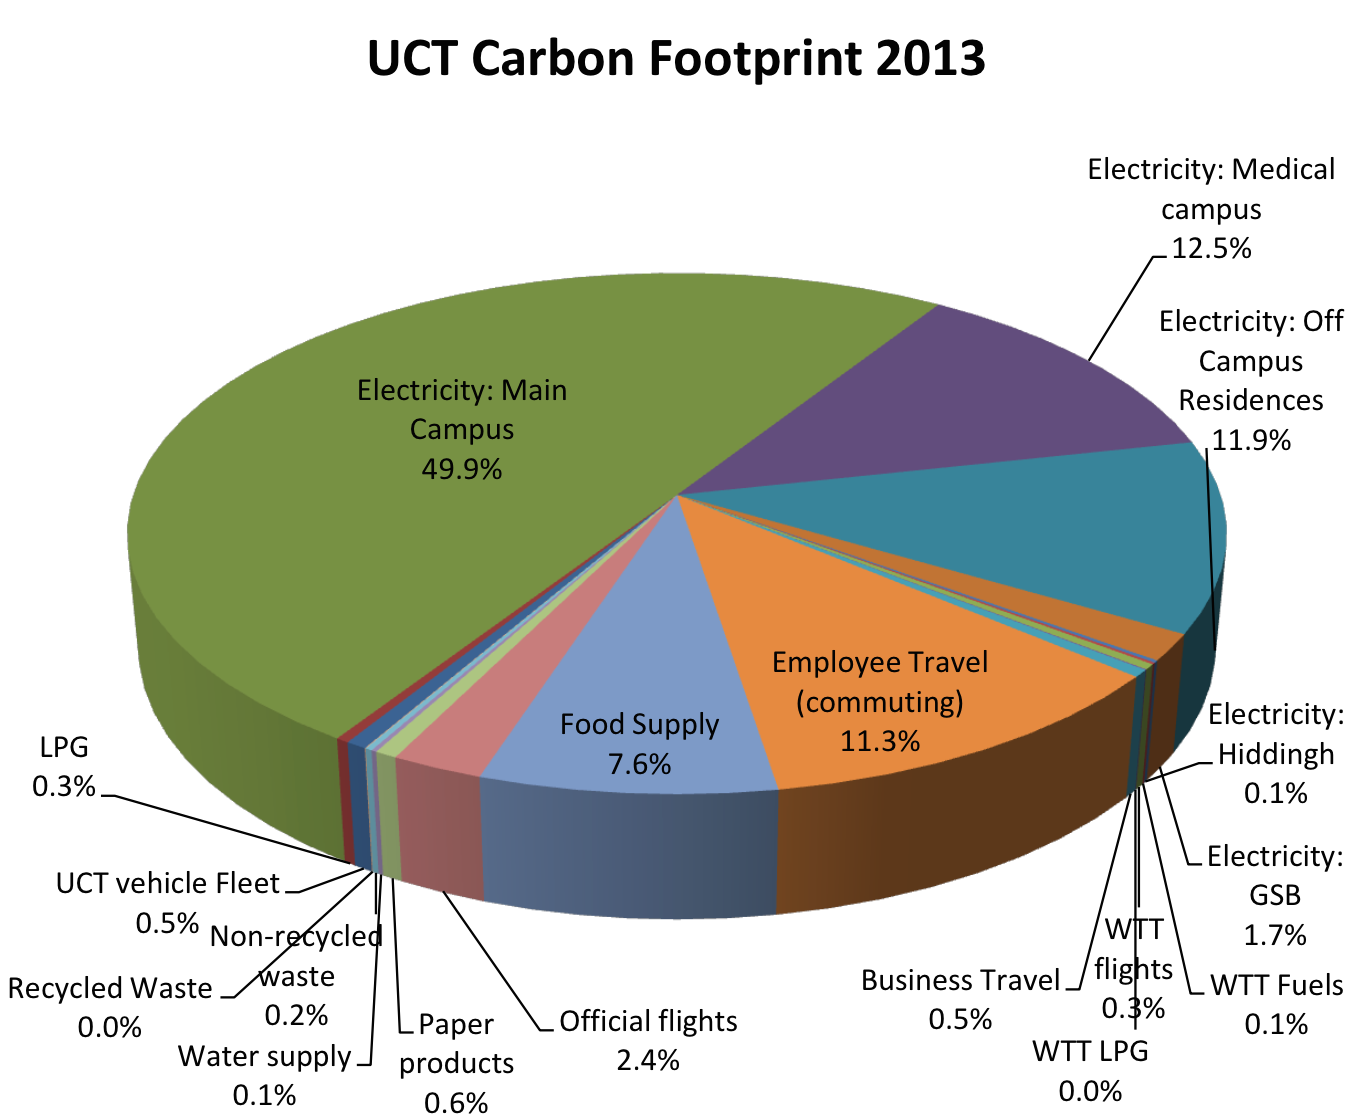 UCT Carbon Footprint 2013
Electricity: Medical
campus
12.5%
Electricity: Off
Campus
Residences
11.9%
Electricity: Main
Campus
49.9%
Employee Travel
(commuting)
11.3%
Food Supply
7.6%
Electricity:
Hiddingh
0.1%
Electricity:
GSB
1.7%
WTT Fuels
0.1%
WTT
flights
0.3%
WTT LPG
0.0%
Business Travel
0.5%
Official flights
2.4%
Paper
products
0.6%
Water supply
0.1%
Non-recycled
waste
0.2%
Recycled Waste
0.0%
UCT vehicle Fleet
0.5%
LPG
0.3%